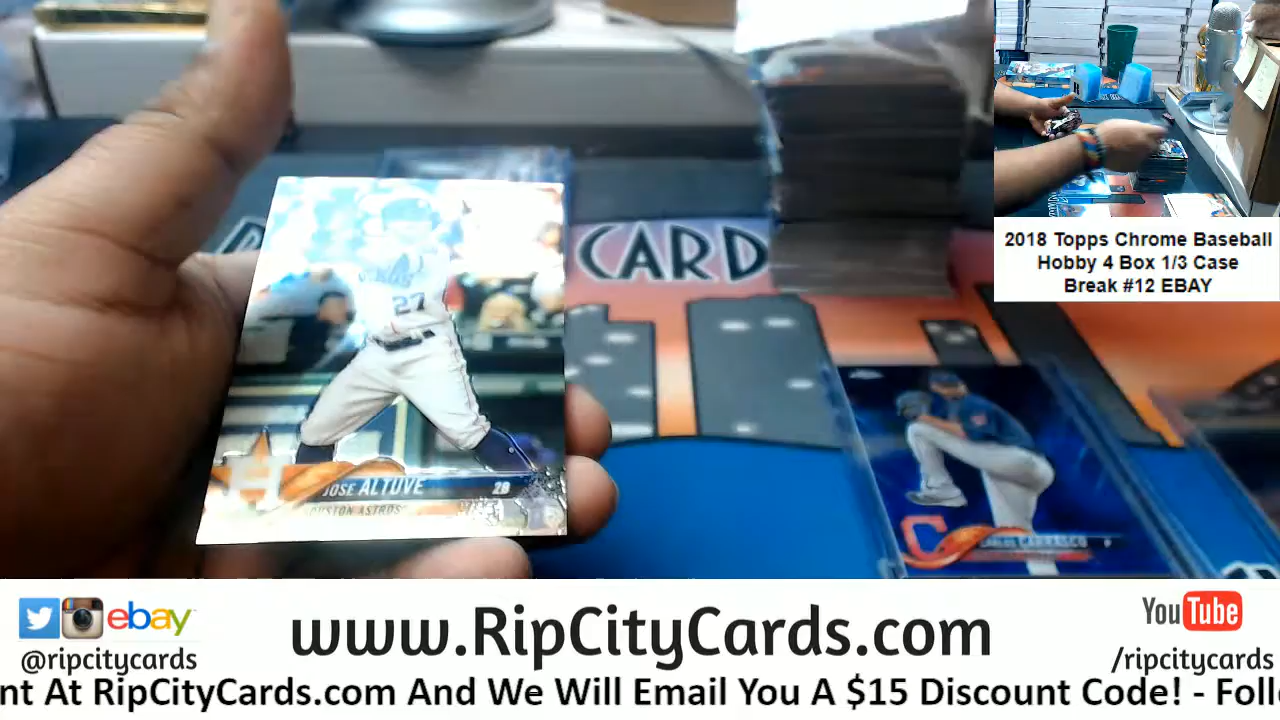 CARD
27
JOSE ALTUVE 2B
HOUSTON ASTROS
C
CARLOS CARRASCO P
2018 Topps Chrome Baseball
Hobby 4 Box 1/3 Case
Break #12 EBAY
ebay
@ripcitycards
www.RipCityCards.com
YouTube
/ripcitycards
nt At RipCityCards.com And We Will Email You A $15 Discount Code! - Foll